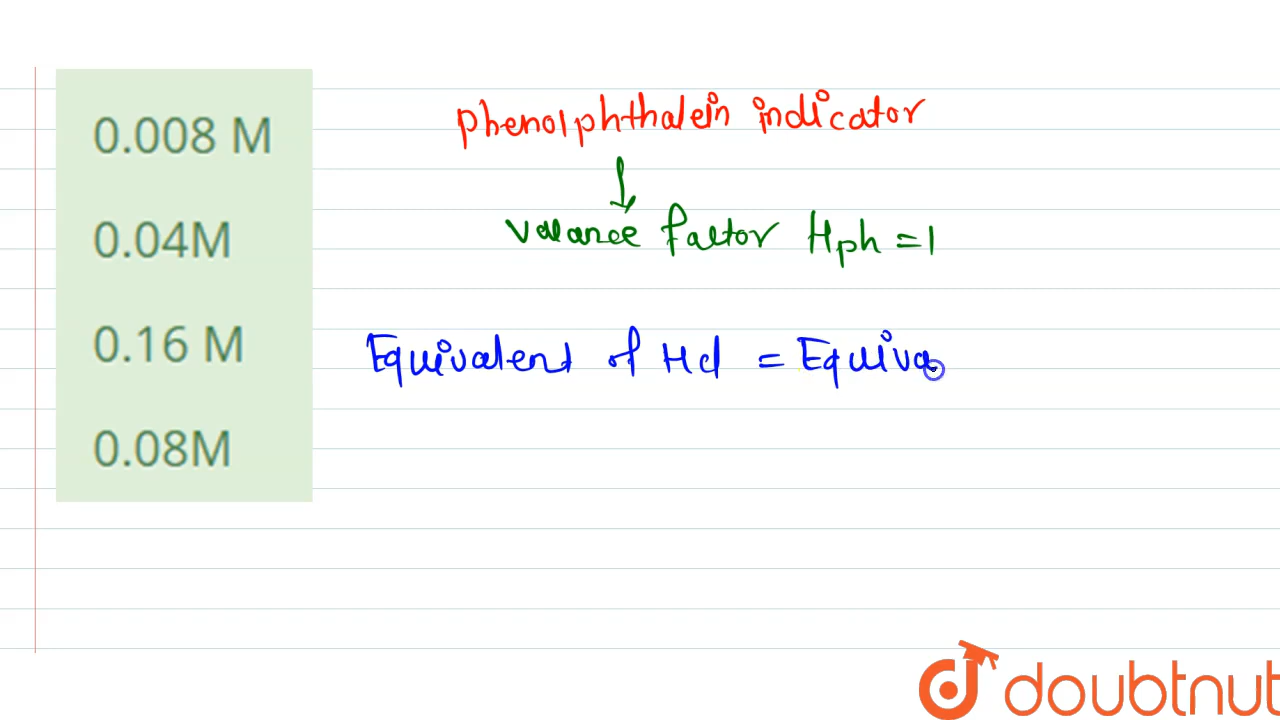 0.008 M
0.04M
0.16 M
0.08M
Phenolphthalein indicator
valance factor Hph = 1
Equivalent of Hcl = Equiva
doubtnut